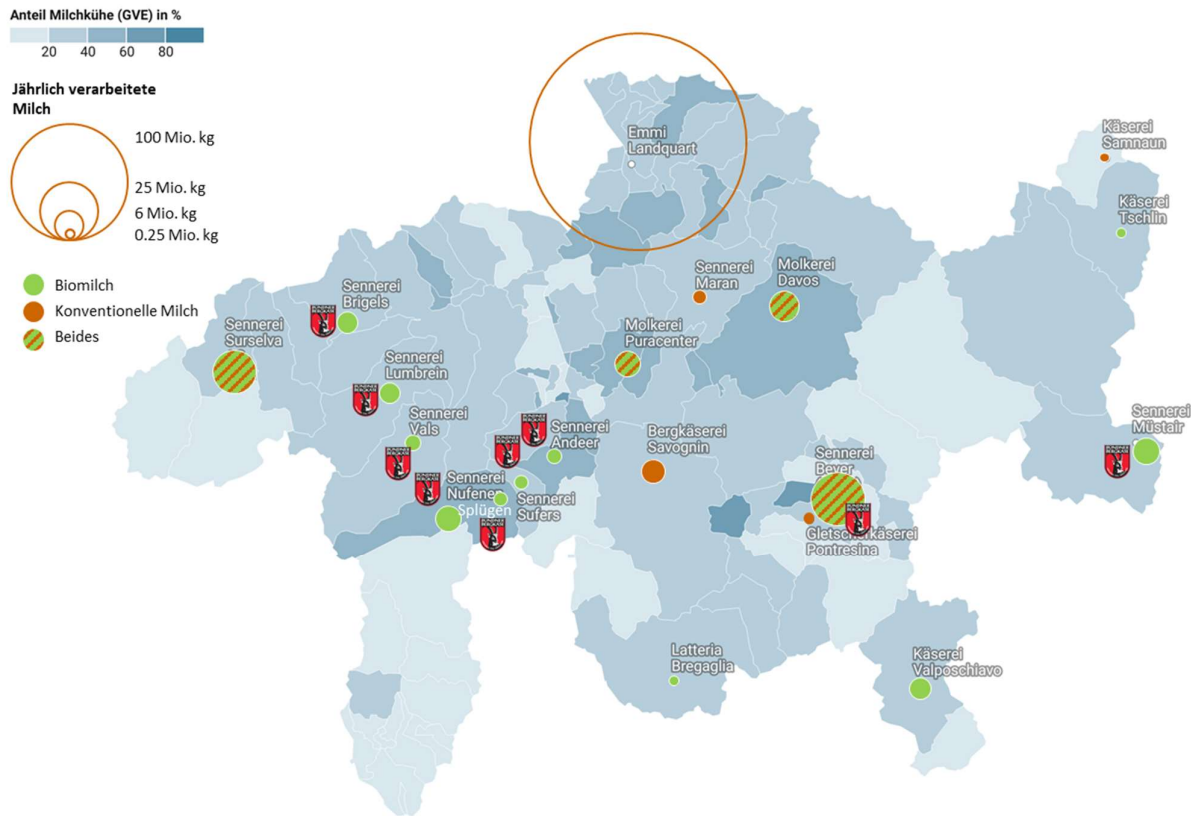 Anteil Milchkühe (GVE) in %
20 40 60 80
Jährlich verarbeitete
Milch
100 Mio. kg
25 Mio. kg
6 Mio. kg
0.25 Mio. kg
Biomilch
Konventionelle Milch
Beides
Emmi
Landquart
Käserei
Samnaun
Käserei
Tschlin
Sennerei
Maran
Molkerei
Davos
Sennerei
Brigels
Sennerei
Surselva
Molkerei
Puracenter
Sennerei
Lumbrein
Sennerei
Vals
Sennerei
Andeer
Bergkäserei
Savognin
Sennerei
Müstair
Sennerei
Bever
Sennerei
Nufenen
Splügen
Sennerei
Sufers
Gletscherkäserei
Pontresina
Latteria
Bregaglia
Käserei
Valposchiavo